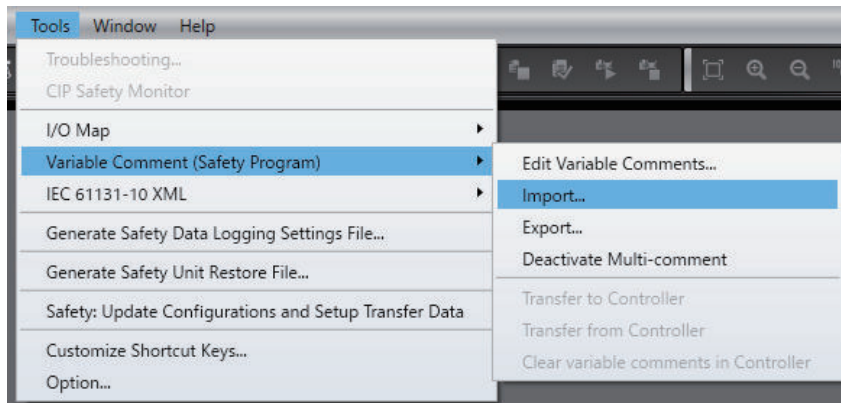 Tools Window Help
Troubleshooting...
CIP Safety Monitor
I/O Map
Variable Comment (Safety Program)
IEC 61131-10 XML
Generate Safety Data Logging Settings File...
Generate Safety Unit Restore File...
Safety: Update Configurations and Setup Transfer Data
Customize Shortcut Keys...
Option...
Edit Variable Comments...
Import...
Export...
Deactivate Multi-comment
Transfer to Controller
Transfer from Controller
Clear variable comments in Controller